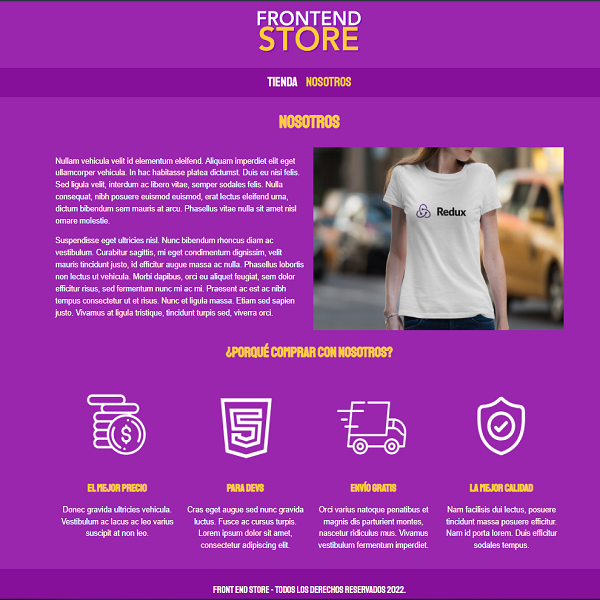 FRONTEND
STORE
TIENDA NOSOTROS
NOSOTROS
Nullam vehicula velit id elementum eleifend. Aliquam imperdiet elit eget
ullamcorper vehicula. In hac habitasse platea dictumst. Duis eu nisi felis.
Sed ligula velit, interdum ac libero vitae, semper sodales felis. Nulla
consequat, nibh posuere euismod euismod, erat lectus eleifend urna,
dictum bibendum sem mauris at arcu. Phasellus vitae nulla sit amet nisl
ornare molestie.
Suspendisse eget ultricies nisl. Nunc bibendum rhoncus diam ac
vestibulum. Curabitur sagittis, mi eget condimentum dignissim, velit
mauris tincidunt justo, id efficitur augue massa ac nulla. Phasellus lobortis
non lectus ut vehicula. Morbi dapibus, orci eu aliquet feugiat, sem dolor
efficitur risus, sed fermentum nunc mi ac mi. Praesent ac est ac nibh
tempus consectetur ut et risus. Nunc et ligula massa. Etiam sed sapien
justo. Vivamus at ligula tristique, tincidunt turpis sed, viverra orci.
Redux
¿PORQUÉ COMPRAR CON NOSOTROS?
$
5
EL MEJOR PRECIO
Donec gravida ultricies vehicula.
Vestibulum ac lacus ac leo varius
suscipit at non leo.
PARA DEVS
Cras eget augue sed nunc gravida
luctus. Fusce ac cursus turpis.
Lorem ipsum dolor sit amet,
consectetur adipiscing elit.
ENVÍO GRATIS
Orci varius natoque penatibus et
magnis dis parturient montes,
nascetur ridiculus mus. Vivamus
vestibulum fermentum imperdiet.
LA MEJOR CALIDAD
Nam facilisis dui lectus, posuere
tincidunt massa posuere efficitur.
Nam id porta lorem. Duis efficitur
sodales tempus.
FRONT END STORE - TODOS LOS DERECHOS RESERVADOS 2022.